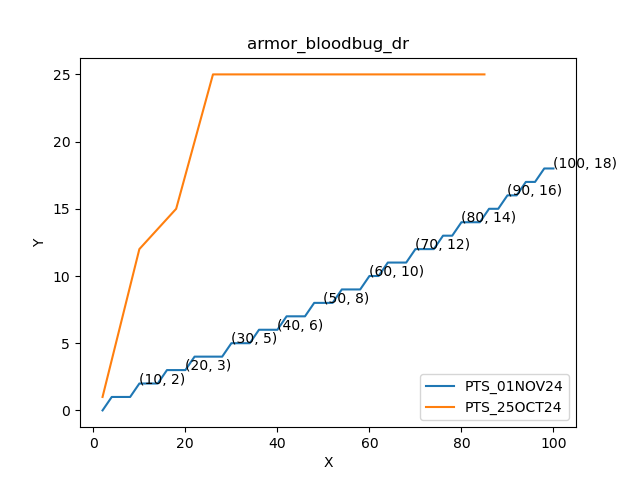 armor_bloodbug_dr
25
20
15
10
5
0
Y
(100, 18)
(90, 16)
(80, 14)
(70, 12)
(60, 10)
(50, 8)
(40, 6)
(30, 5)
(20, 3)
(10, 2)
PTS_01NOV24
PTS_25OCT24
0 20 40 60 80 100
X